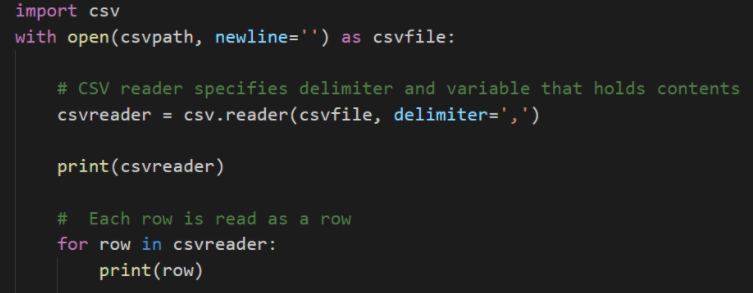 import csv
with open(csvpath, newline='') as csvfile:
# CSV reader specifies delimiter and variable that holds contents
csvreader = csv.reader(csvfile, delimiter=',')
print(csvreader)
#  Each row is read as a row
for row in csvreader:
print(row)